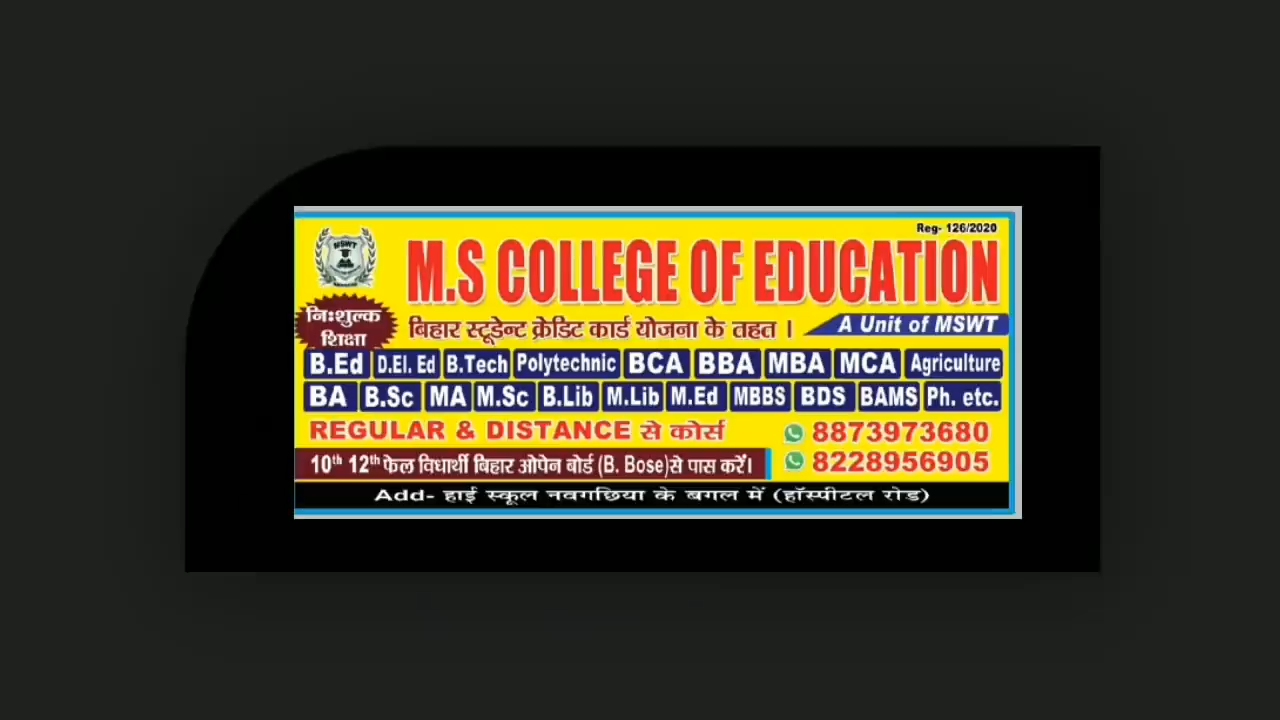 Reg- 126/2020
MSWT
M.S COLLEGE OF EDUCATION
निःशुल्क
शिक्षा
बिहार स्टूडेन्ट क्रेडिट कार्ड योजना के तहत ।
A Unit of MSWT
B.Ed D.El. Ed B.Tech Polytechnic BCA BBA MBA MCA Agriculture
BA B.Sc MA M.Sc B.Lib M.Lib M.Ed MBBS BDS BAMS Ph. etc.
REGULAR & DISTANCE से कोर्स
8873973680
8228956905
10th 12th फेल विधार्थी बिहार ओपेन बोर्ड (B. Bose)से पास करें।
Add- हाई स्कूल नवगछिया के बगल में (हॉस्पीटल रोड)